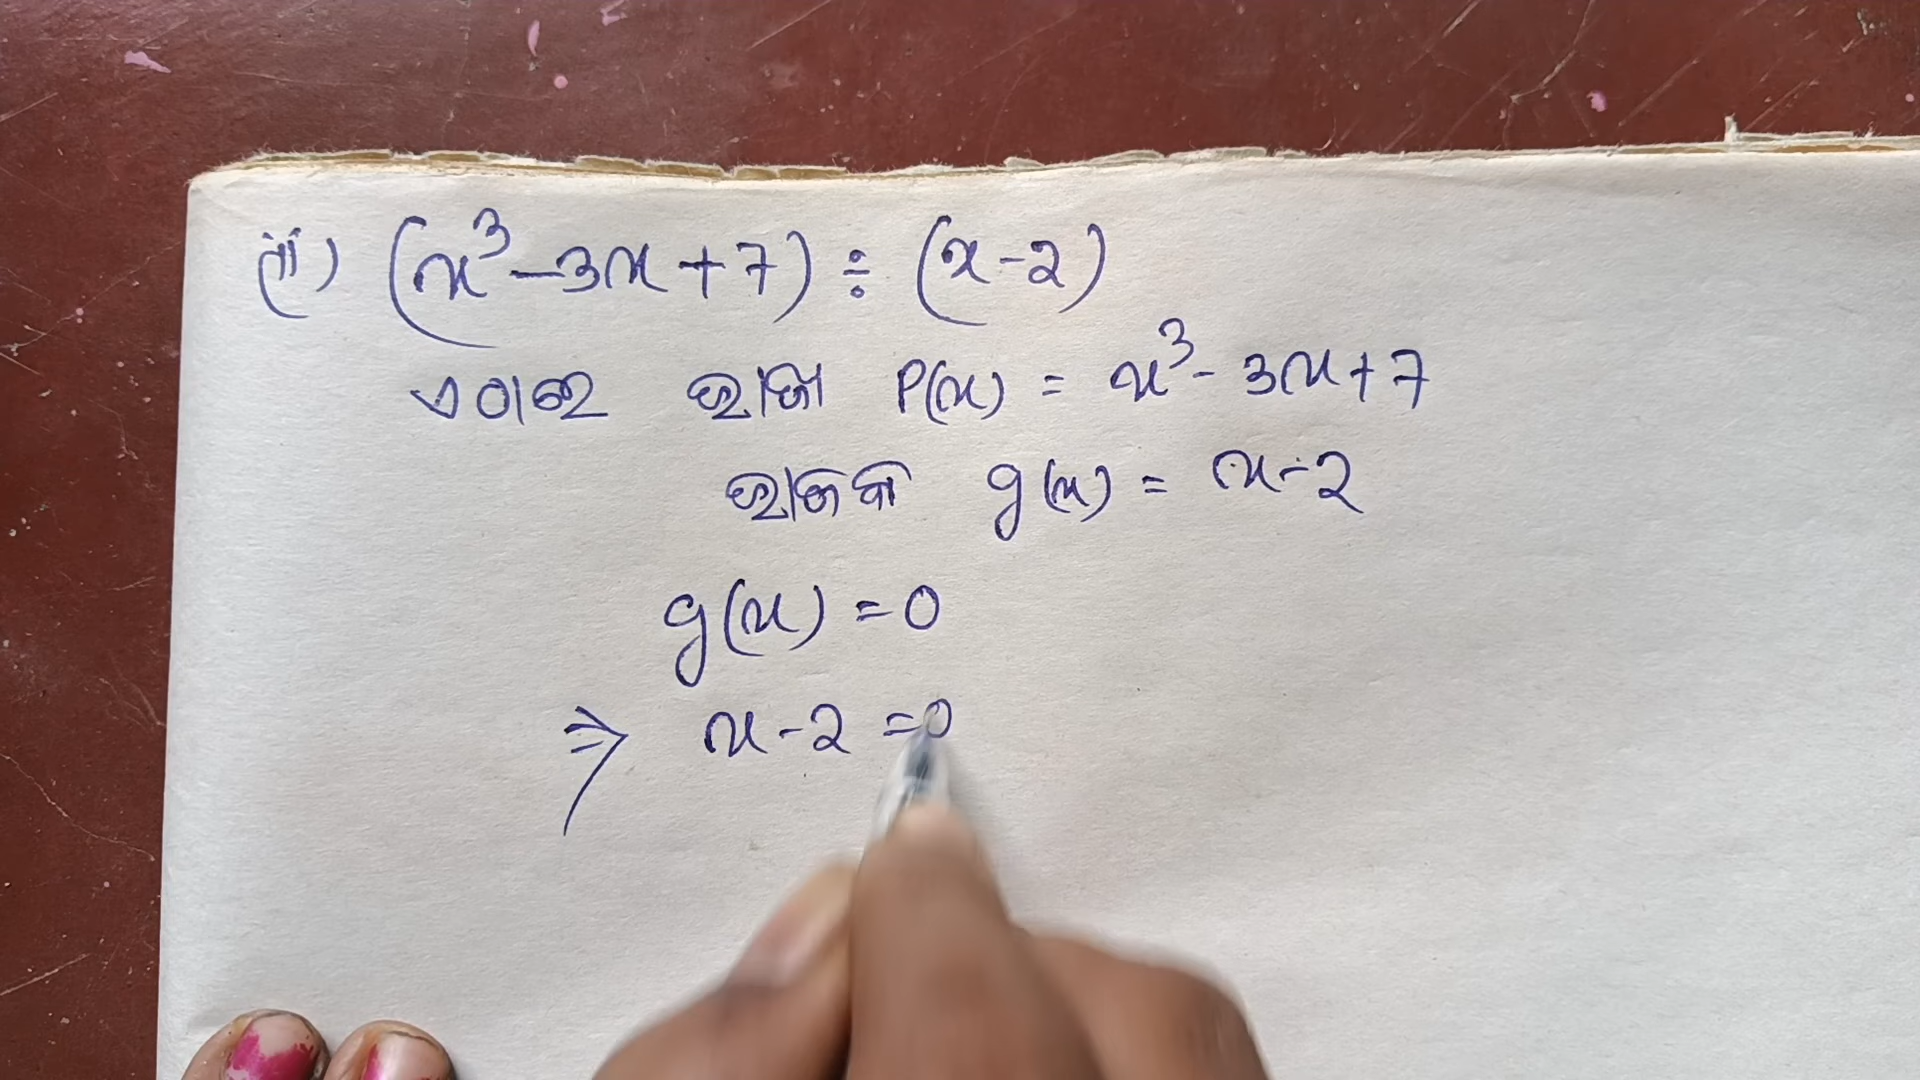 ii) (x³-3x+7) ÷ (x-2)
ଏଠାରେ ଭାଜ୍ୟ P(x) = x³-3x+7
ଭାଜକ g(x) = x-2
g(x) = 0
⇒ x-2 = 0